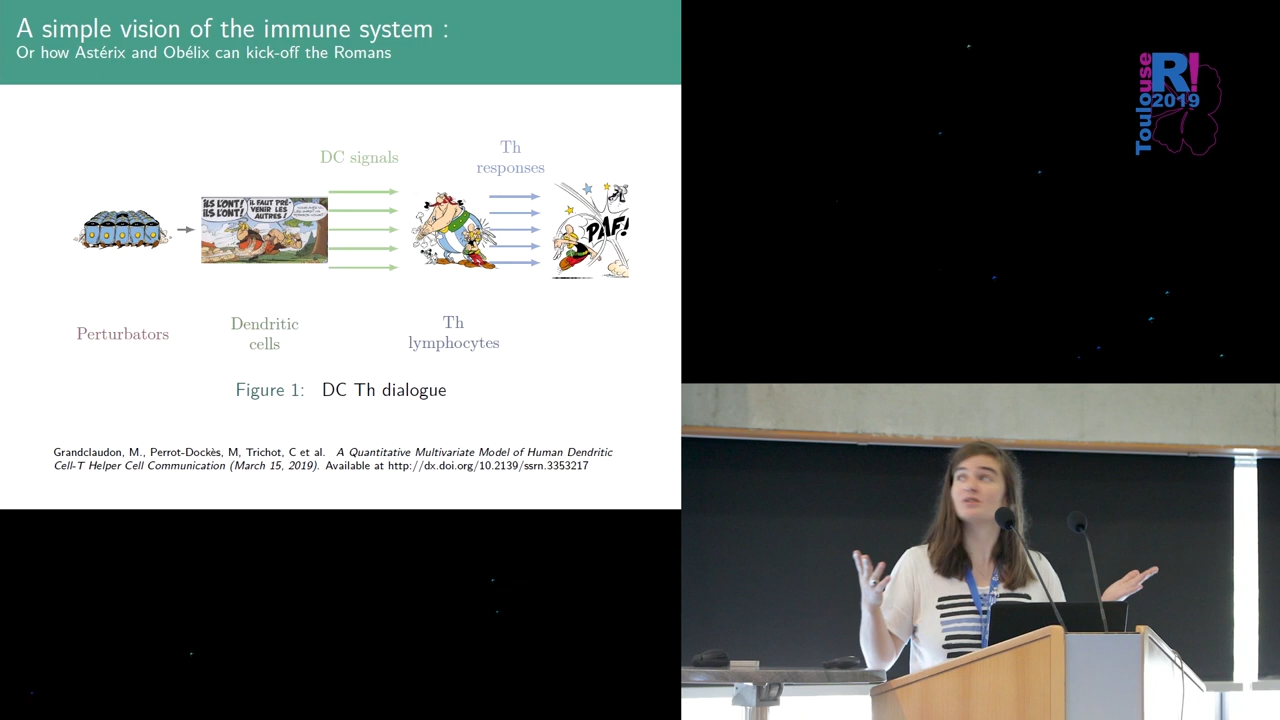 A simple vision of the immune system :
Or how Astérix and Obélix can kick-off the Romans
DC signals
Th
responses
ILS L'ONT!
ILS L'ONT!
IL FAUT PRÉ-
VENIR LES
AUTRES!
PAF!
Perturbators
Dendritic
cells
Th
lymphocytes
Figure 1: DC Th dialogue
Grandclaudon, M., Perrot-Dockès, M, Trichot, C et al. A Quantitative Multivariate Model of Human Dendritic
Cell-T Helper Cell Communication (March 15, 2019). Available at http://dx.doi.org/10.2139/ssrn.3353217
Toulouse
R!
2019